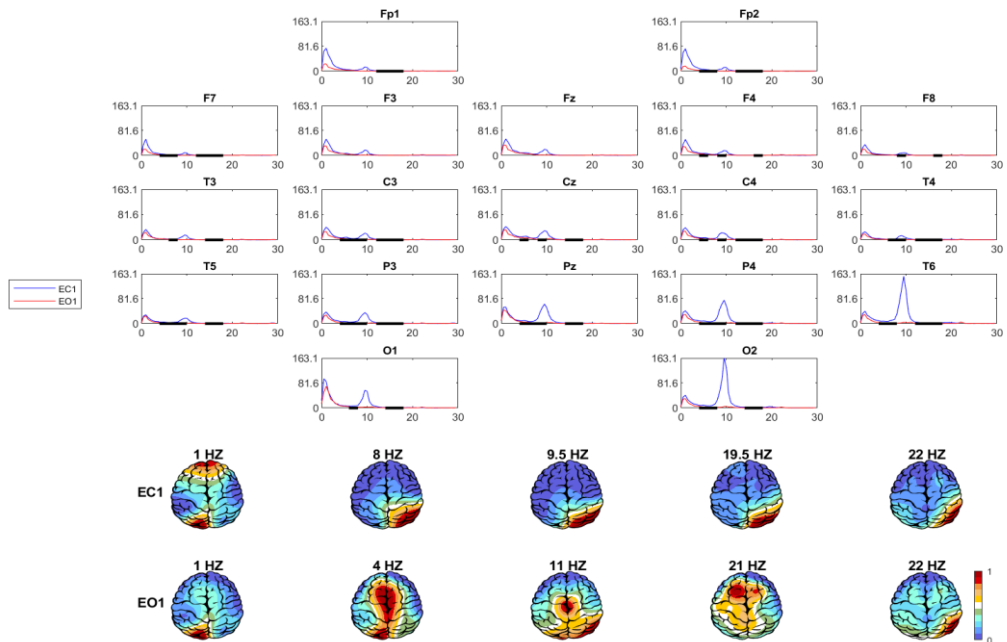 Fp1 Fp2
163.1 163.1
81.6 81.6
0 0
0 10 20 30 0 10 20 30
F7 F3 Fz F4 F8
163.1 163.1 163.1 163.1 163.1
81.6 81.6 81.6 81.6 81.6
0 0 0 0 0
0 10 20 30 0 10 20 30 0 10 20 30 0 10 20 30 0 10 20 30
T3 C3 Cz C4 T4
163.1 163.1 163.1 163.1 163.1
81.6 81.6 81.6 81.6 81.6
0 0 0 0 0
0 10 20 30 0 10 20 30 0 10 20 30 0 10 20 30 0 10 20 30
T5 P3 Pz P4 T6
163.1 163.1 163.1 163.1 163.1
EC1
81.6 81.6 81.6 81.6 81.6
EO1
0 0 0 0 0
0 10 20 30 0 10 20 30 0 10 20 30 0 10 20 30 0 10 20 30
O1 O2
163.1 163.1
81.6 81.6
0 0
0 10 20 30 0 10 20 30
1 HZ 8 HZ 9.5 HZ 19.5 HZ 22 HZ
EC1
1 HZ 4 HZ 11 HZ 21 HZ 22 HZ
1
EO1
0